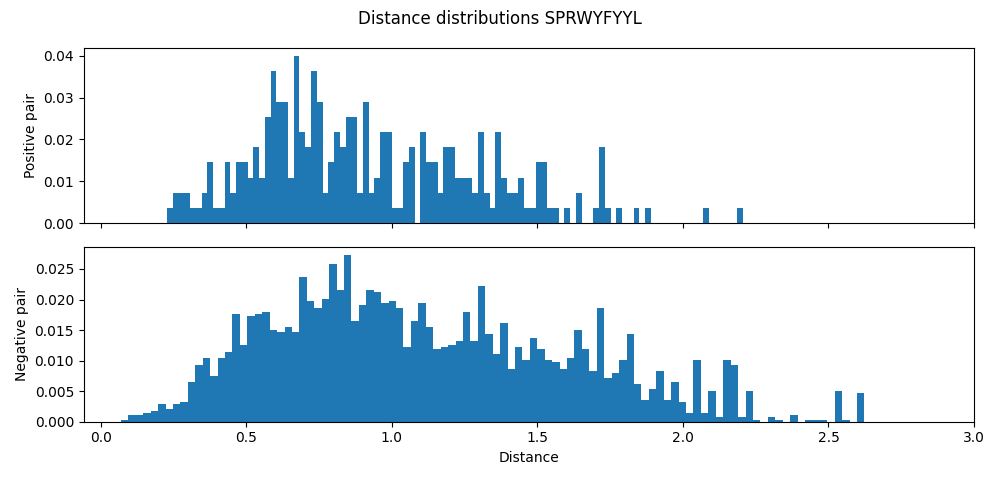 Distance distributions SPRWYFYYL
Positive pair
0.04
0.03
0.02
0.01
0.00
Negative pair
0.025
0.020
0.015
0.010
0.005
0.000
0.0 0.5 1.0 1.5 2.0 2.5 3.0
Distance